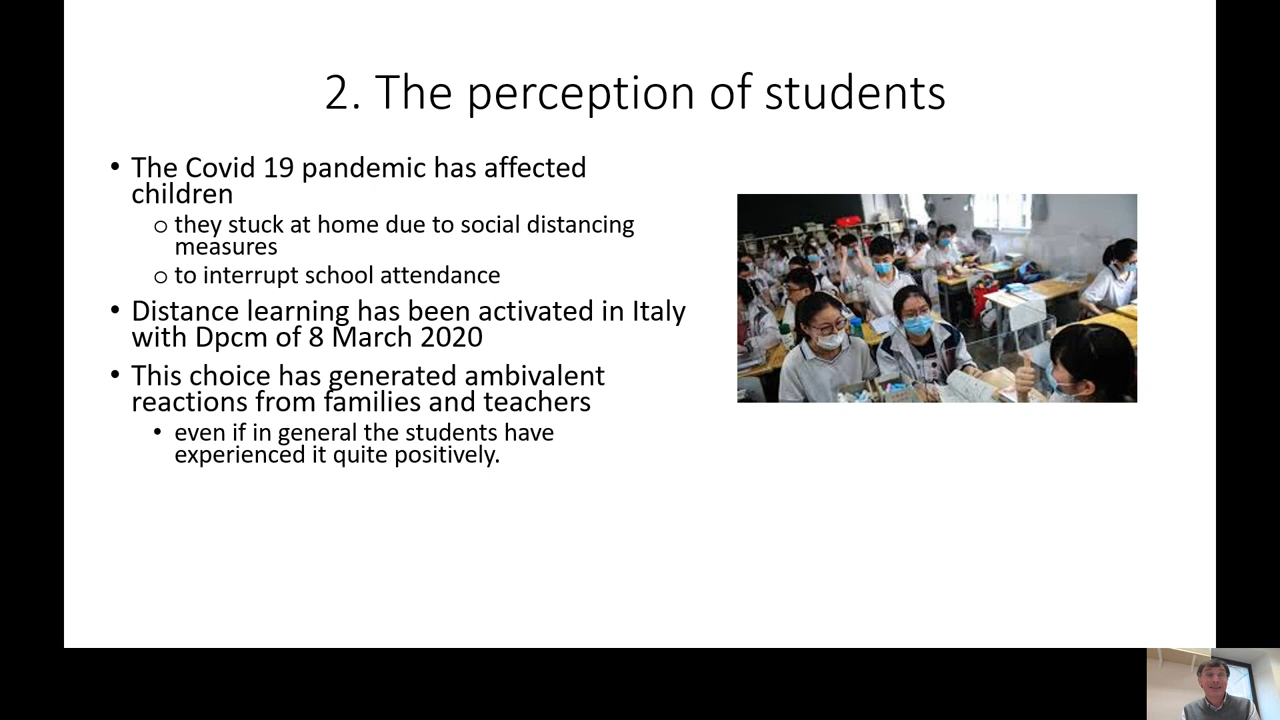 2. The perception of students
• The Covid 19 pandemic has affected
children
o they stuck at home due to social distancing
measures
o to interrupt school attendance
• Distance learning has been activated in Italy
with Dpcm of 8 March 2020
• This choice has generated ambivalent
reactions from families and teachers
• even if in general the students have
experienced it quite positively.